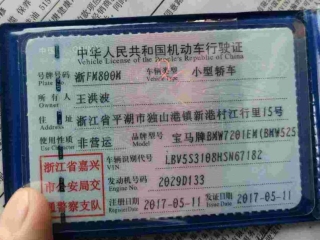 中华人民共和国机动车行驶证
Vehicle License of the People's Republic of China
号牌号码 浙FM800W 车辆类型 小型轿车
所有人 王洪波
住址 浙江省平湖市独山港镇新港村江行里15号
使用性质 非营运 品牌型号 宝马牌BMW7201EM(BMW525
浙江省嘉兴
市公安局交
通警察支队
车辆识别代号 LBV5S3108HSN67182
VIN
发动机号码 2029D133
Engine No.
注册日期 2017-05-11 发证日期 2017-05-11